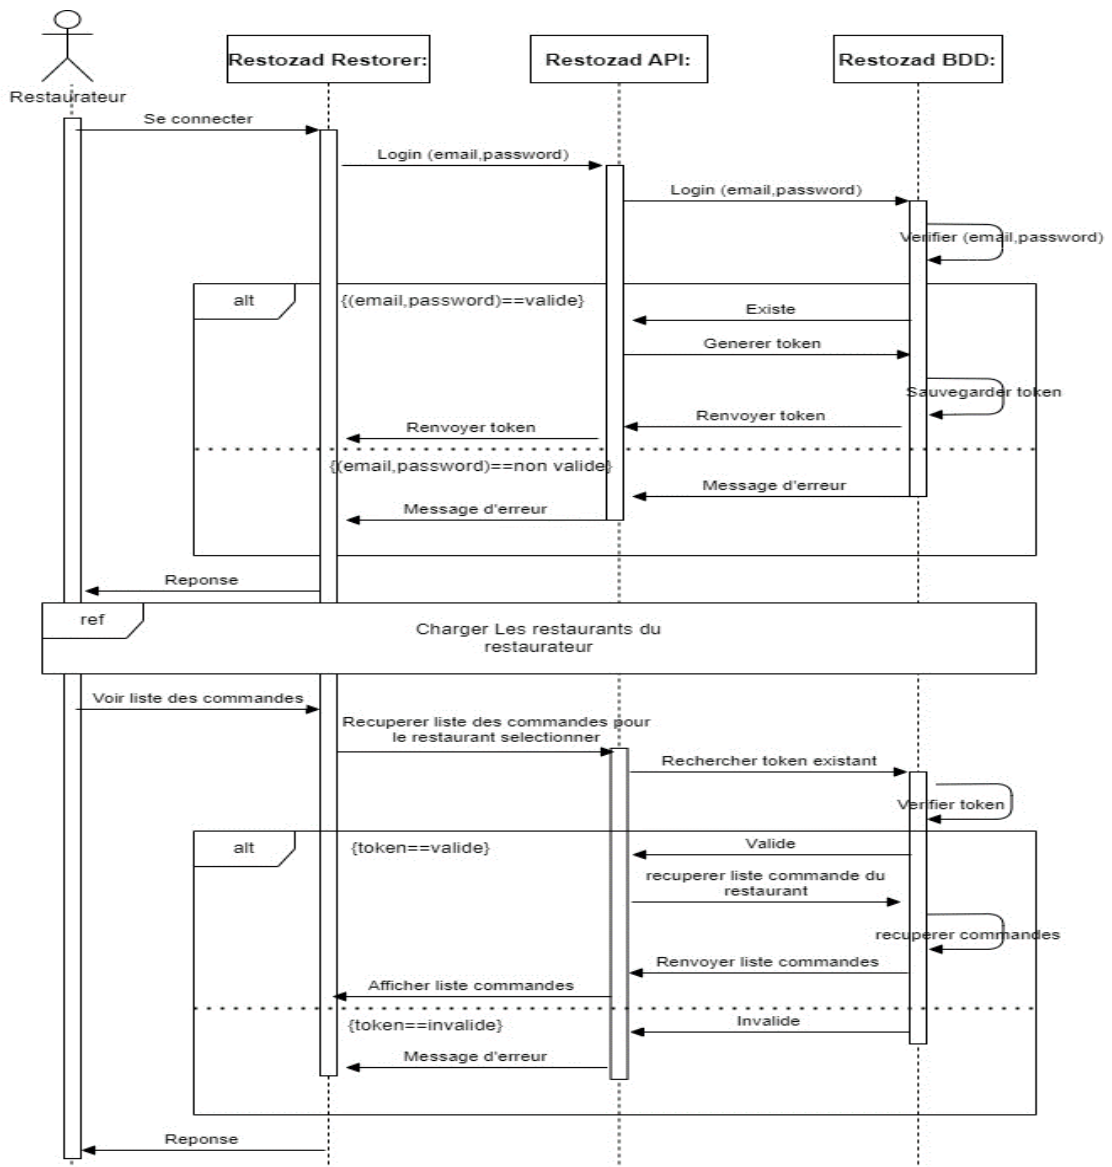 Restaurateur
Restozad Restorer:
Restozad API:
Restozad BDD:
Se connecter
Login (email,password)
Login (email,password)
Verifier (email,password)
alt
{(email,password)==valide}
Existe
Generer token
Sauvegarder token
Renvoyer token
Renvoyer token
{(email,password)==non valide}
Message d'erreur
Message d'erreur
Reponse
ref
Charger Les restaurants du
restaurateur
Voir liste des commandes
Recuperer liste des commandes pour
le restaurant selectionner
Rechercher token existant
Verifier token
alt
{token==valide}
Valide
recuperer liste commande du
restaurant
recuperer commandes
Renvoyer liste commandes
Afficher liste commandes
{token==invalide}
Invalide
Message d'erreur
Reponse